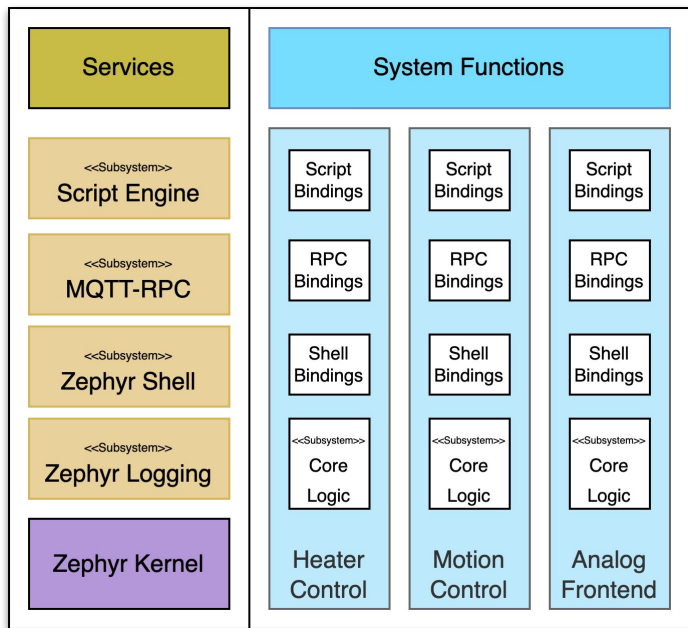 Services
<<Subsystem>>
Script Engine
<<Subsystem>>
MQTT-RPC
<<Subsystem>>
Zephyr Shell
<<Subsystem>>
Zephyr Logging
Zephyr Kernel
System Functions
Script
Bindings
RPC
Bindings
Shell
Bindings
<<Subsystem>>
Core
Logic
Heater
Control
Script
Bindings
RPC
Bindings
Shell
Bindings
<<Subsystem>>
Core
Logic
Motion
Control
Script
Bindings
RPC
Bindings
Shell
Bindings
<<Subsystem>>
Core
Logic
Analog
Frontend